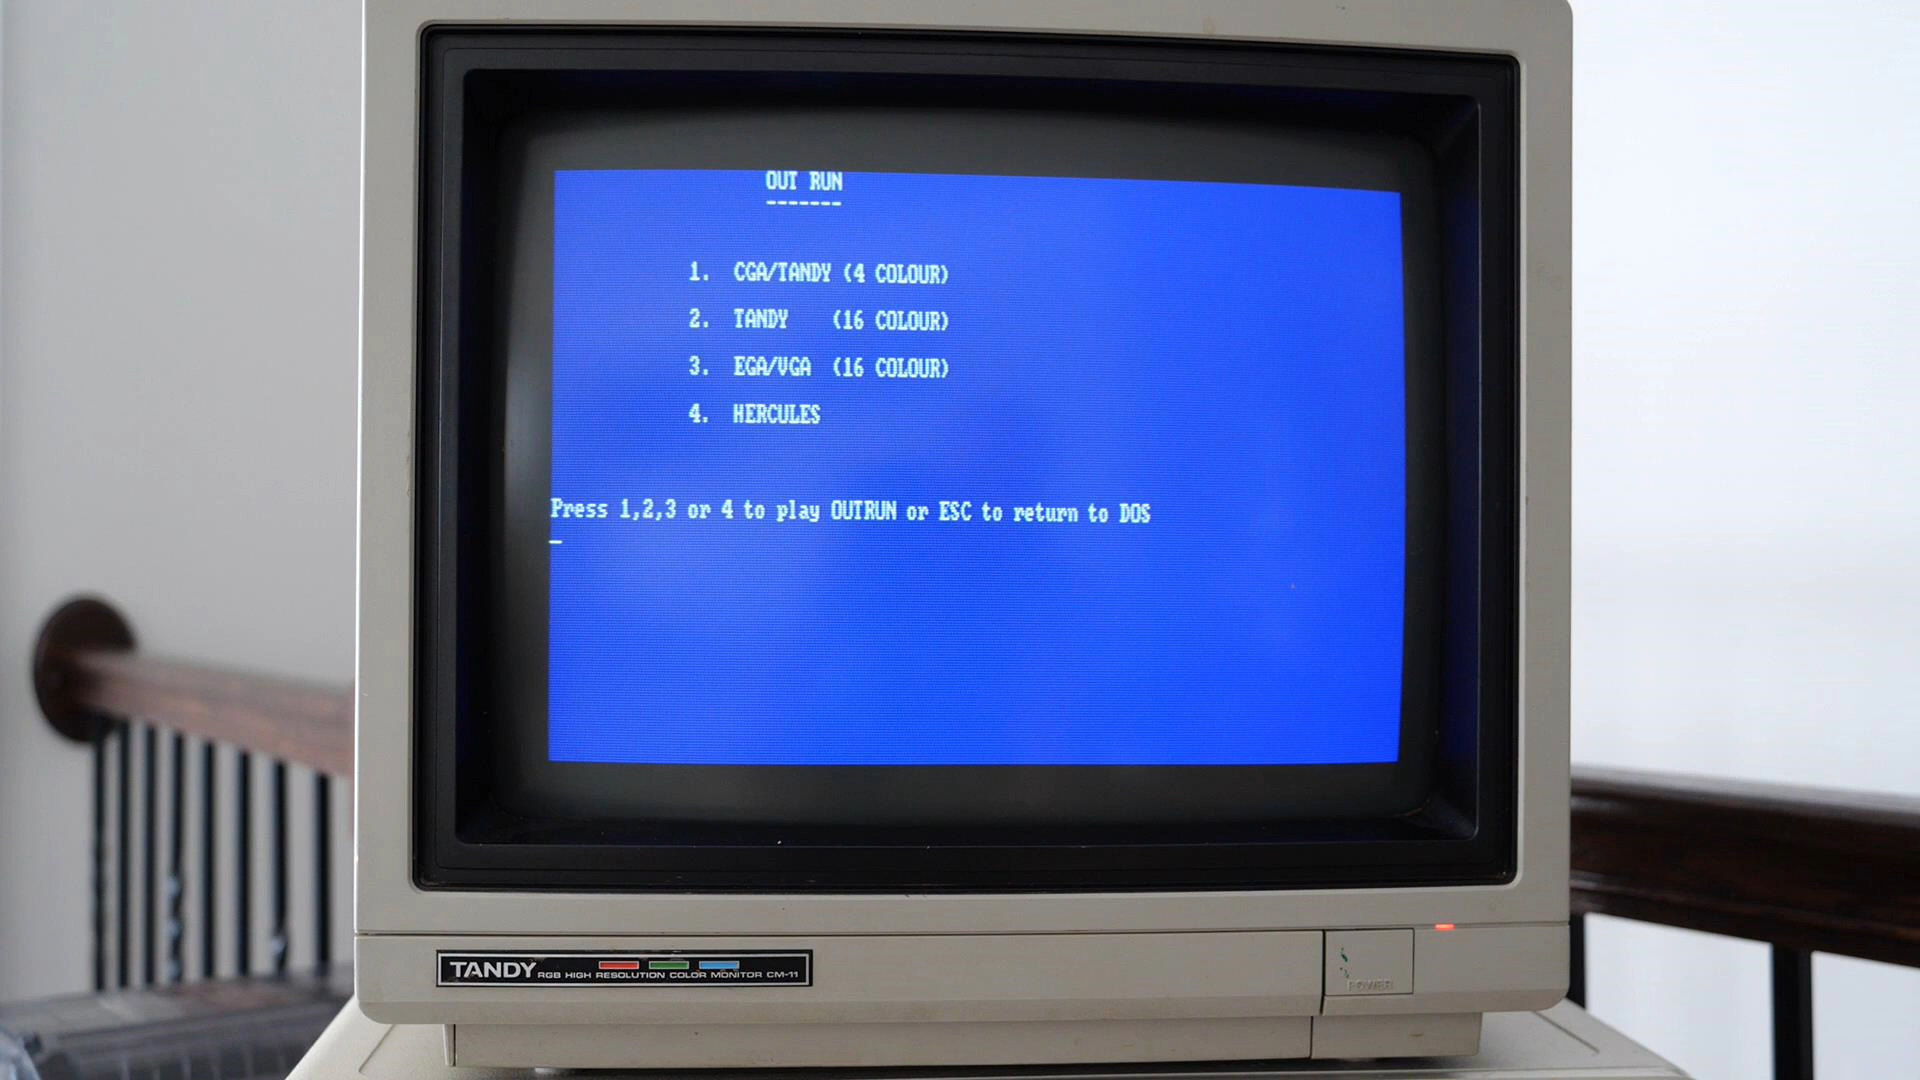 OUT RUN
-------
1. CGA/TANDY (4 COLOUR)
2. TANDY (16 COLOUR)
3. EGA/VGA (16 COLOUR)
4. HERCULES
Press 1,2,3 or 4 to play OUTRUN or ESC to return to DOS
_
TANDY RGB HIGH RESOLUTION COLOR MONITOR CM-11
POWER